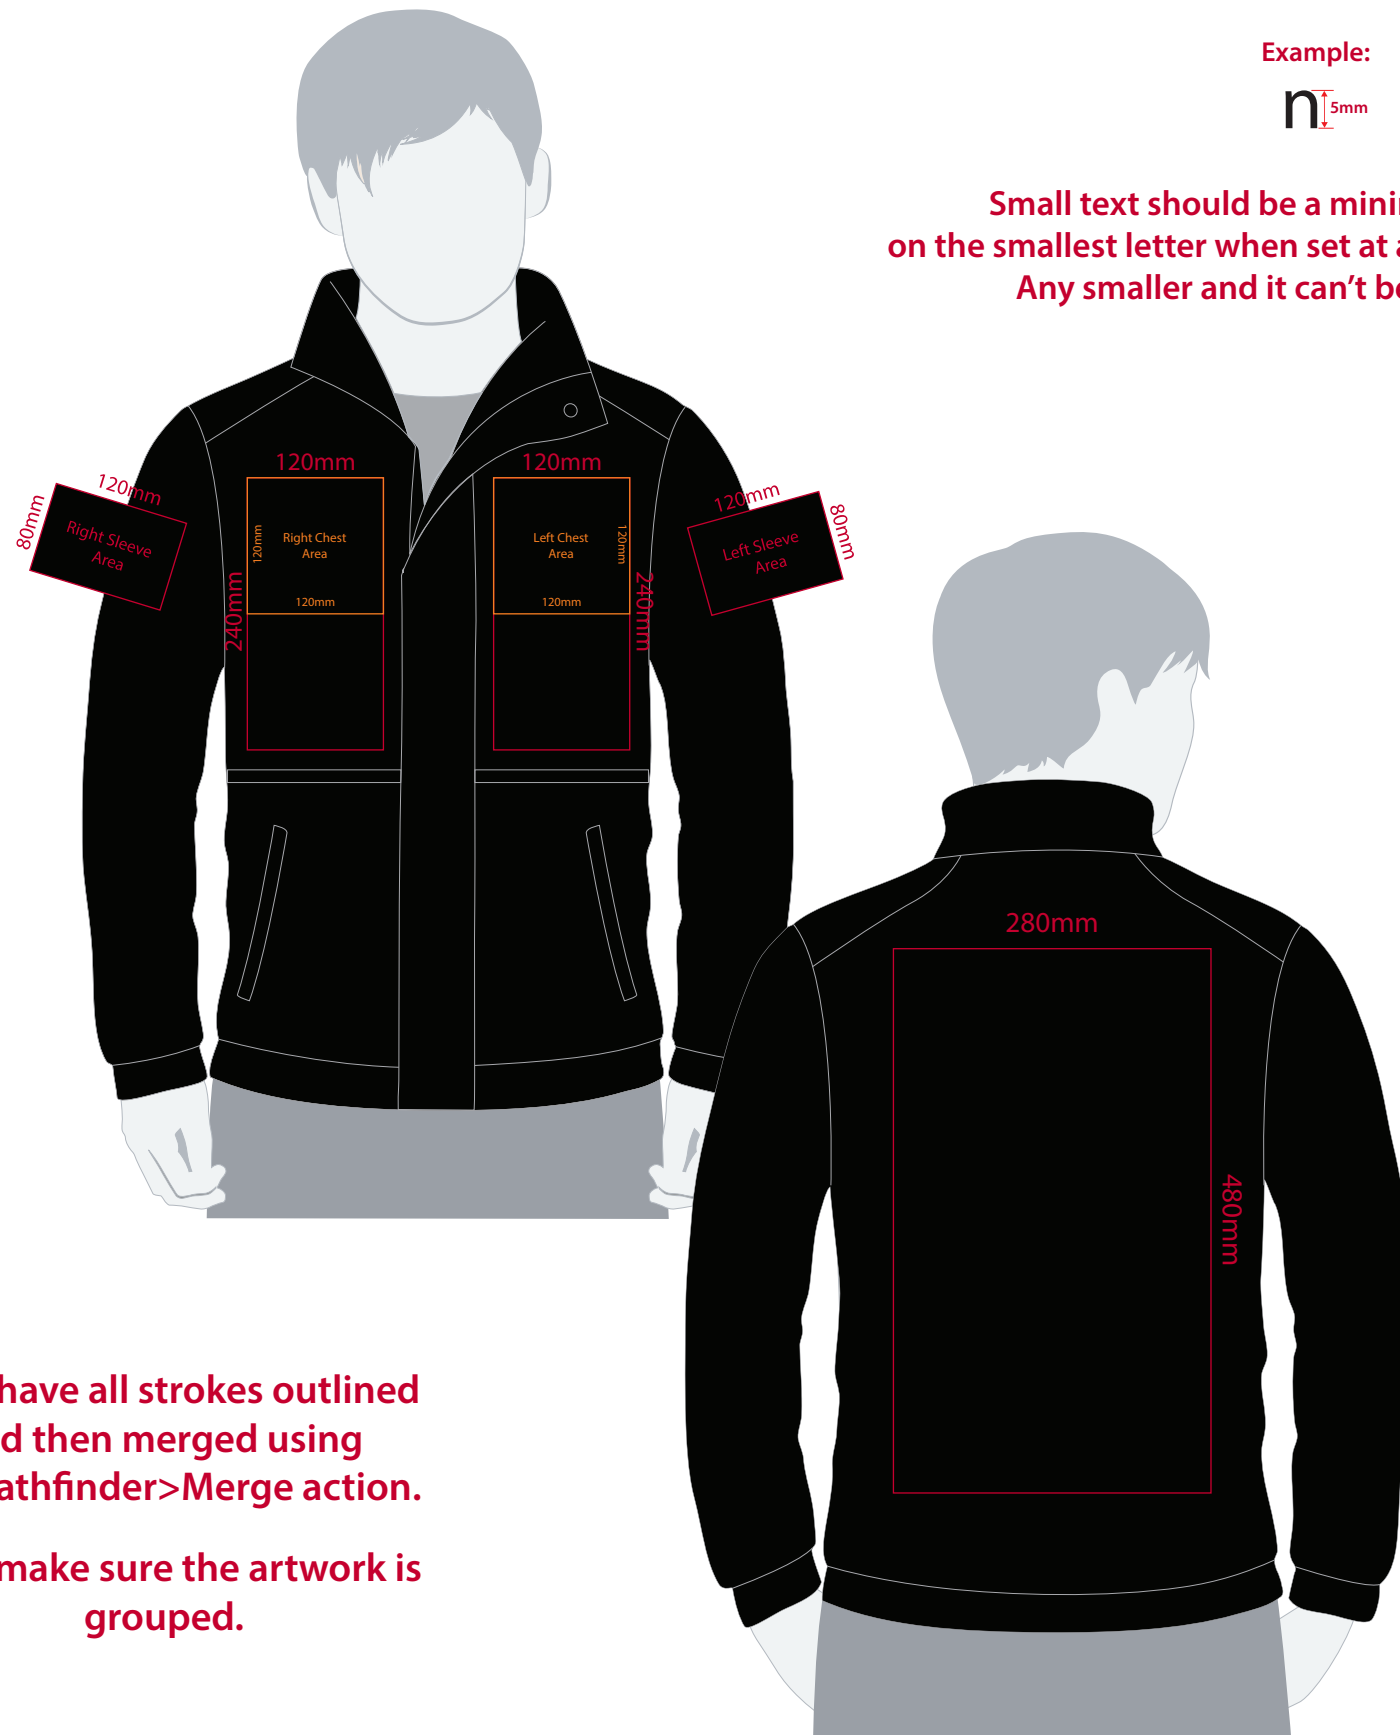 Example:
n 5mm
Small text should be a
on the smallest letter when set at
Any smaller and it can't
120mm
120mm
120mm
80mm
Right Sleeve
Area
120mm
Right Chest
Area
120mm
240mm
Left Chest
Area
120mm
120mm
240mm
120mm
80mm
Left Sleeve
Area
280mm
480mm
have all strokes outlined
then merged using
>Merge action.
make sure the artwork is
grouped.